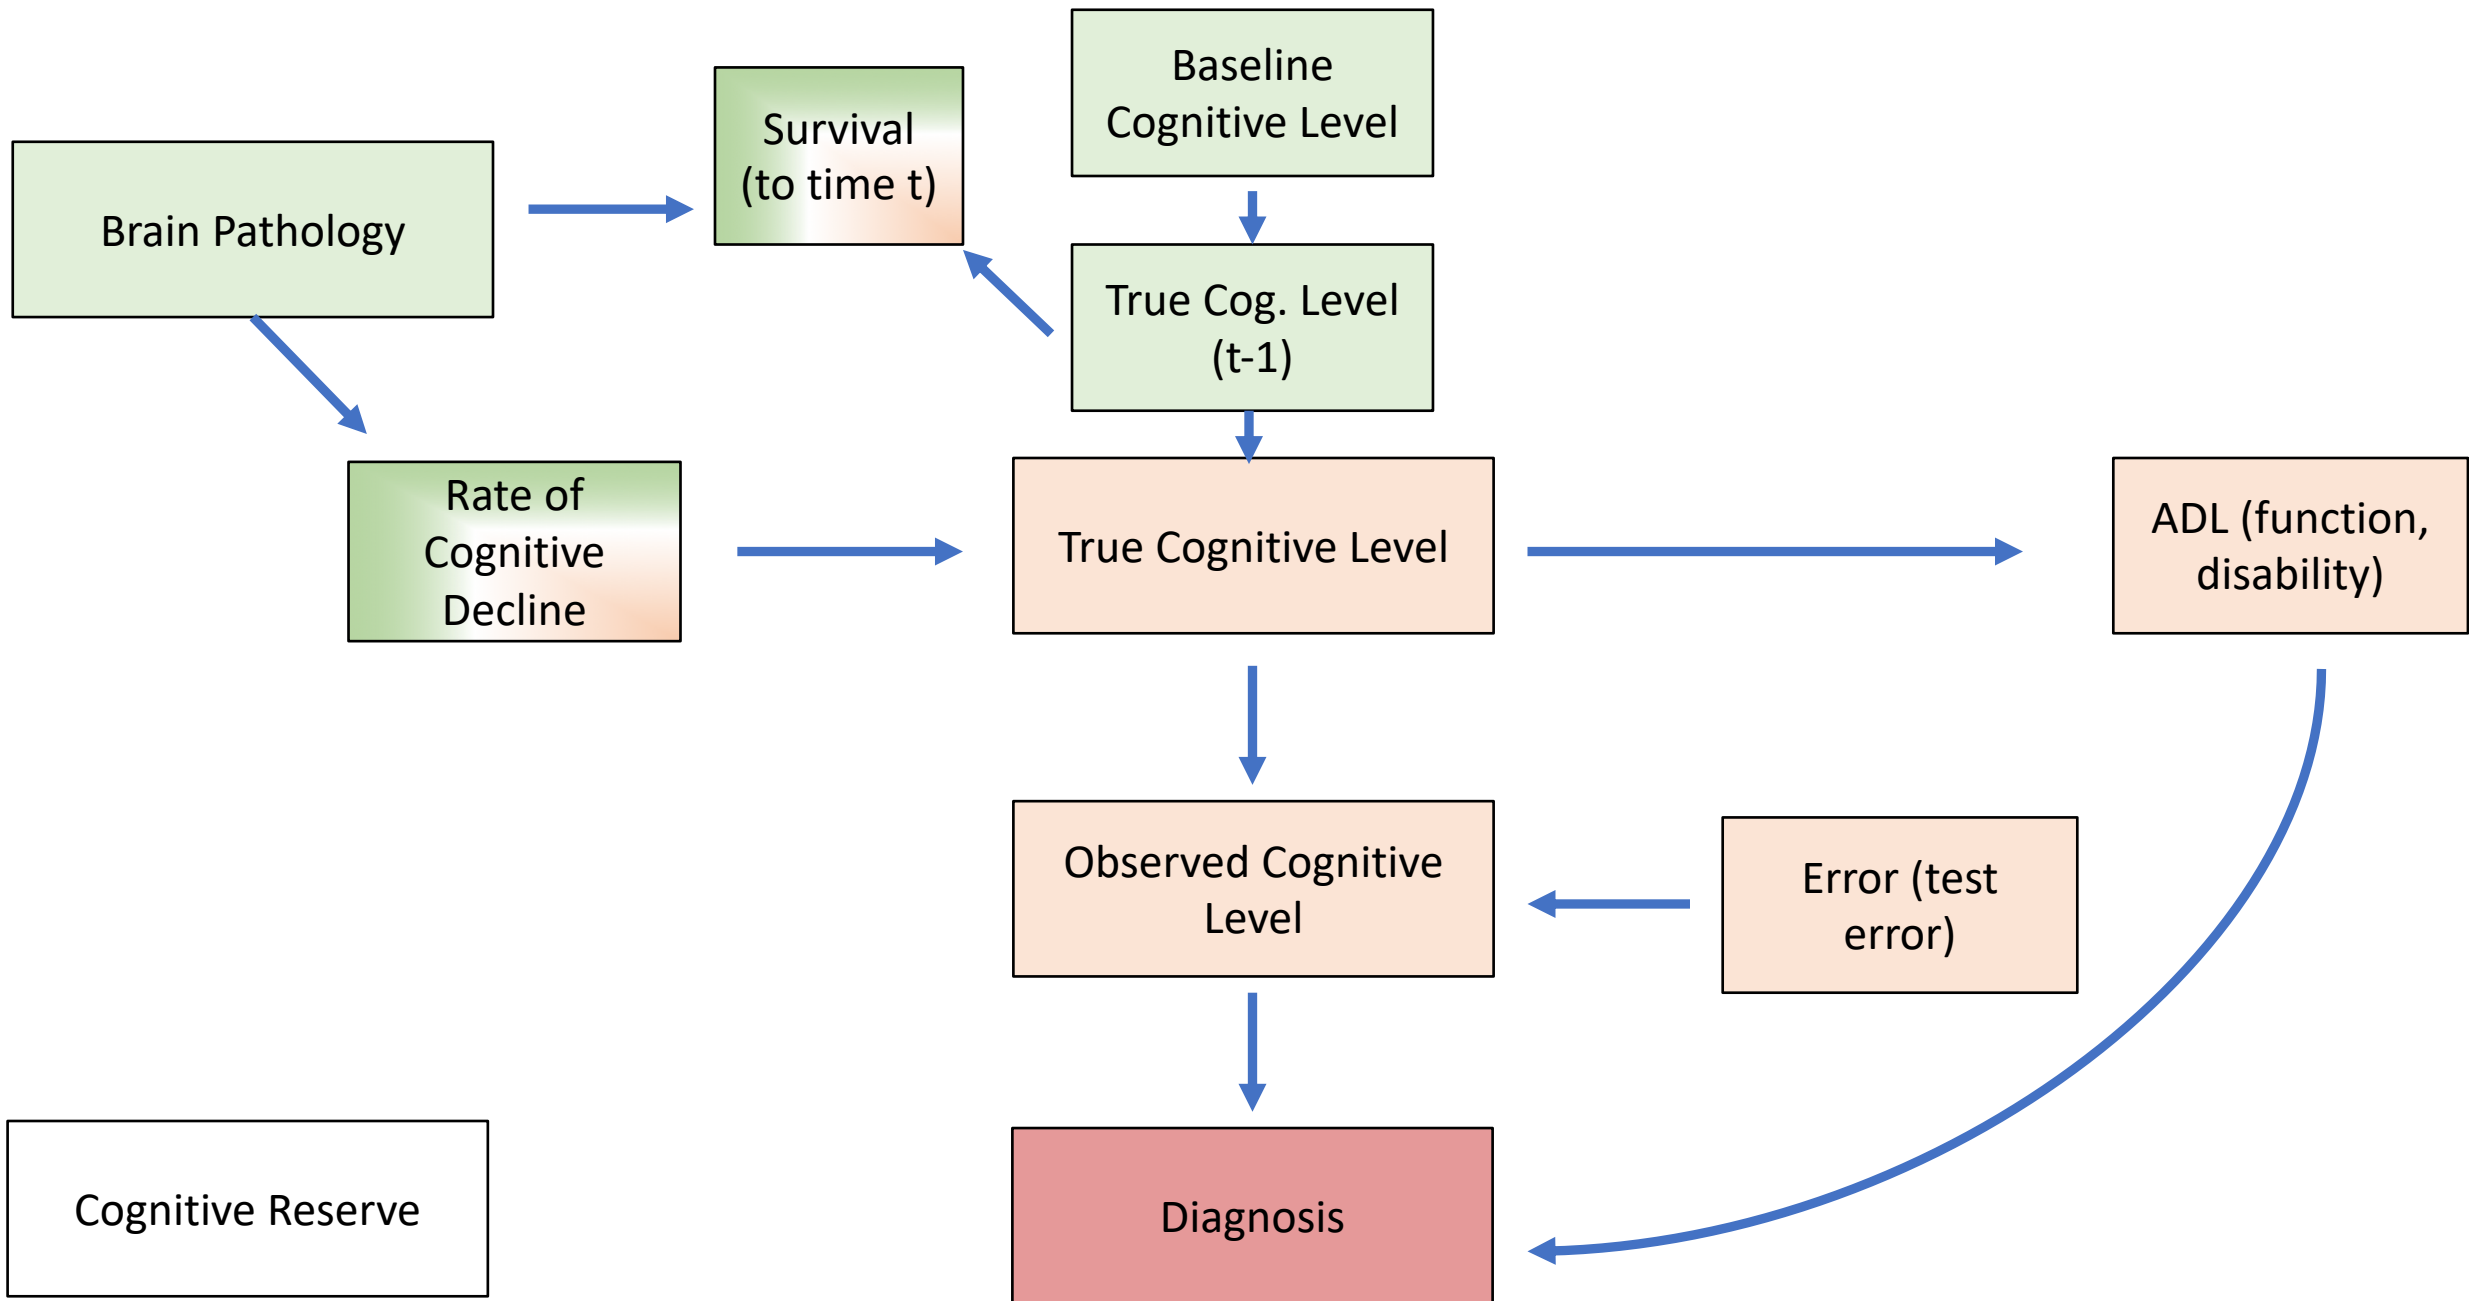 Baseline
Cognitive Level
Survival
(to time t)
Brain Pathology
True Cog. Level
(t-1)
Rate of
Cognitive
Decline
True Cognitive Level
ADL (function,
disability)
Observed Cognitive
Level
Error (test
error)
Cognitive Reserve
Diagnosis